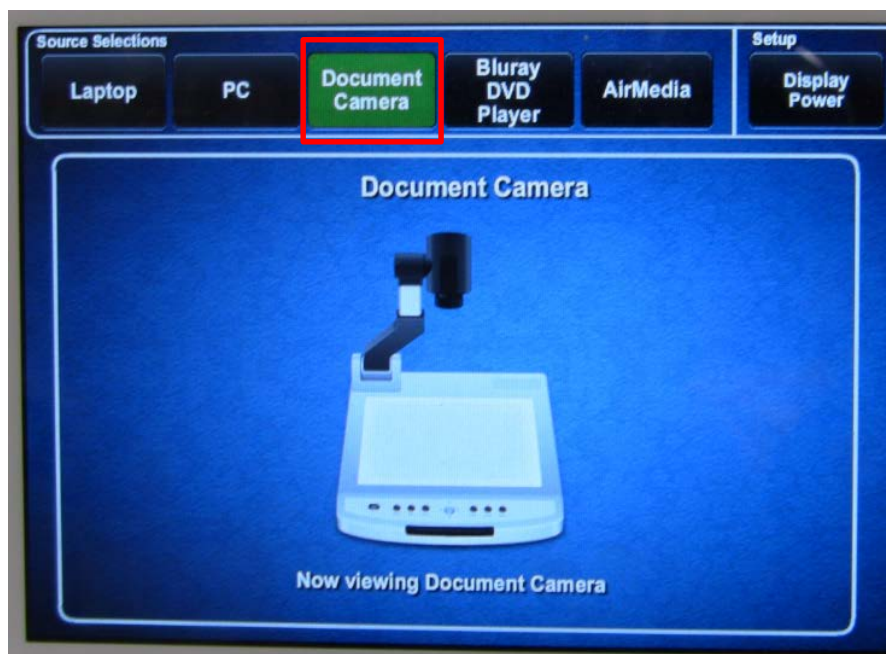 Source Selections
Setup
Laptop
PC
Document
Camera
Bluray
DVD
Player
AirMedia
Display
Power
Document Camera
Now viewing Document Camera